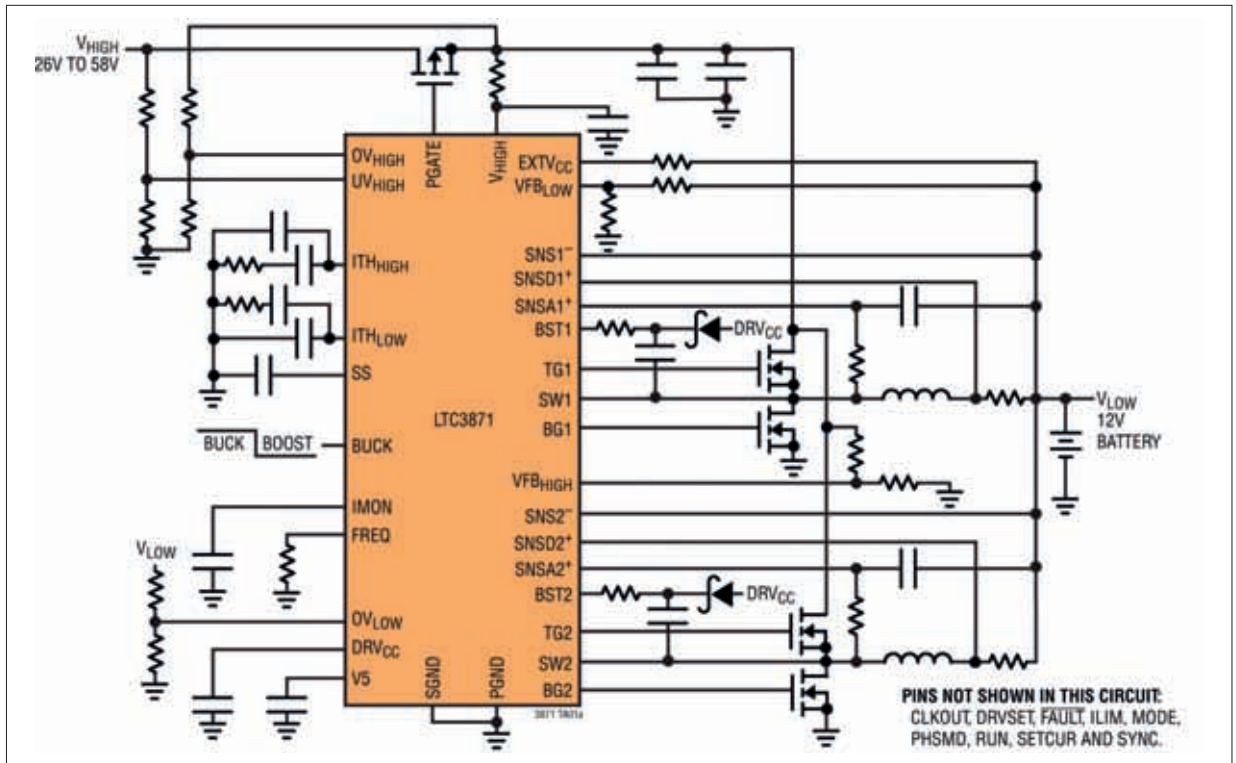 VHIGH
26V TO 58V
OVHIGH
UVHIGH
ITHHIGH
ITHLOW
SS
BUCK BOOST
BUCK
IMON
FREQ
VLOW
OVLOW
DRVCC
V5
PGATE
VHIGH
LTC3871
SGND
PGND
EXTVCC
VFBLOW
SNS1–
SNSD1+
SNSA1+
BST1
DRVCC
TG1
SW1
BG1
VFBHIGH
SNS2–
SNSD2+
SNSA2+
BST2
DRVCC
TG2
SW2
BG2
VLOW
12V
BATTERY
3871 TA01a
PINS NOT SHOWN IN THIS CIRCUIT:
CLKOUT, DRVSET, FAULT, ILIM, MODE,
PHSMD, RUN, SETCUR AND SYNC.